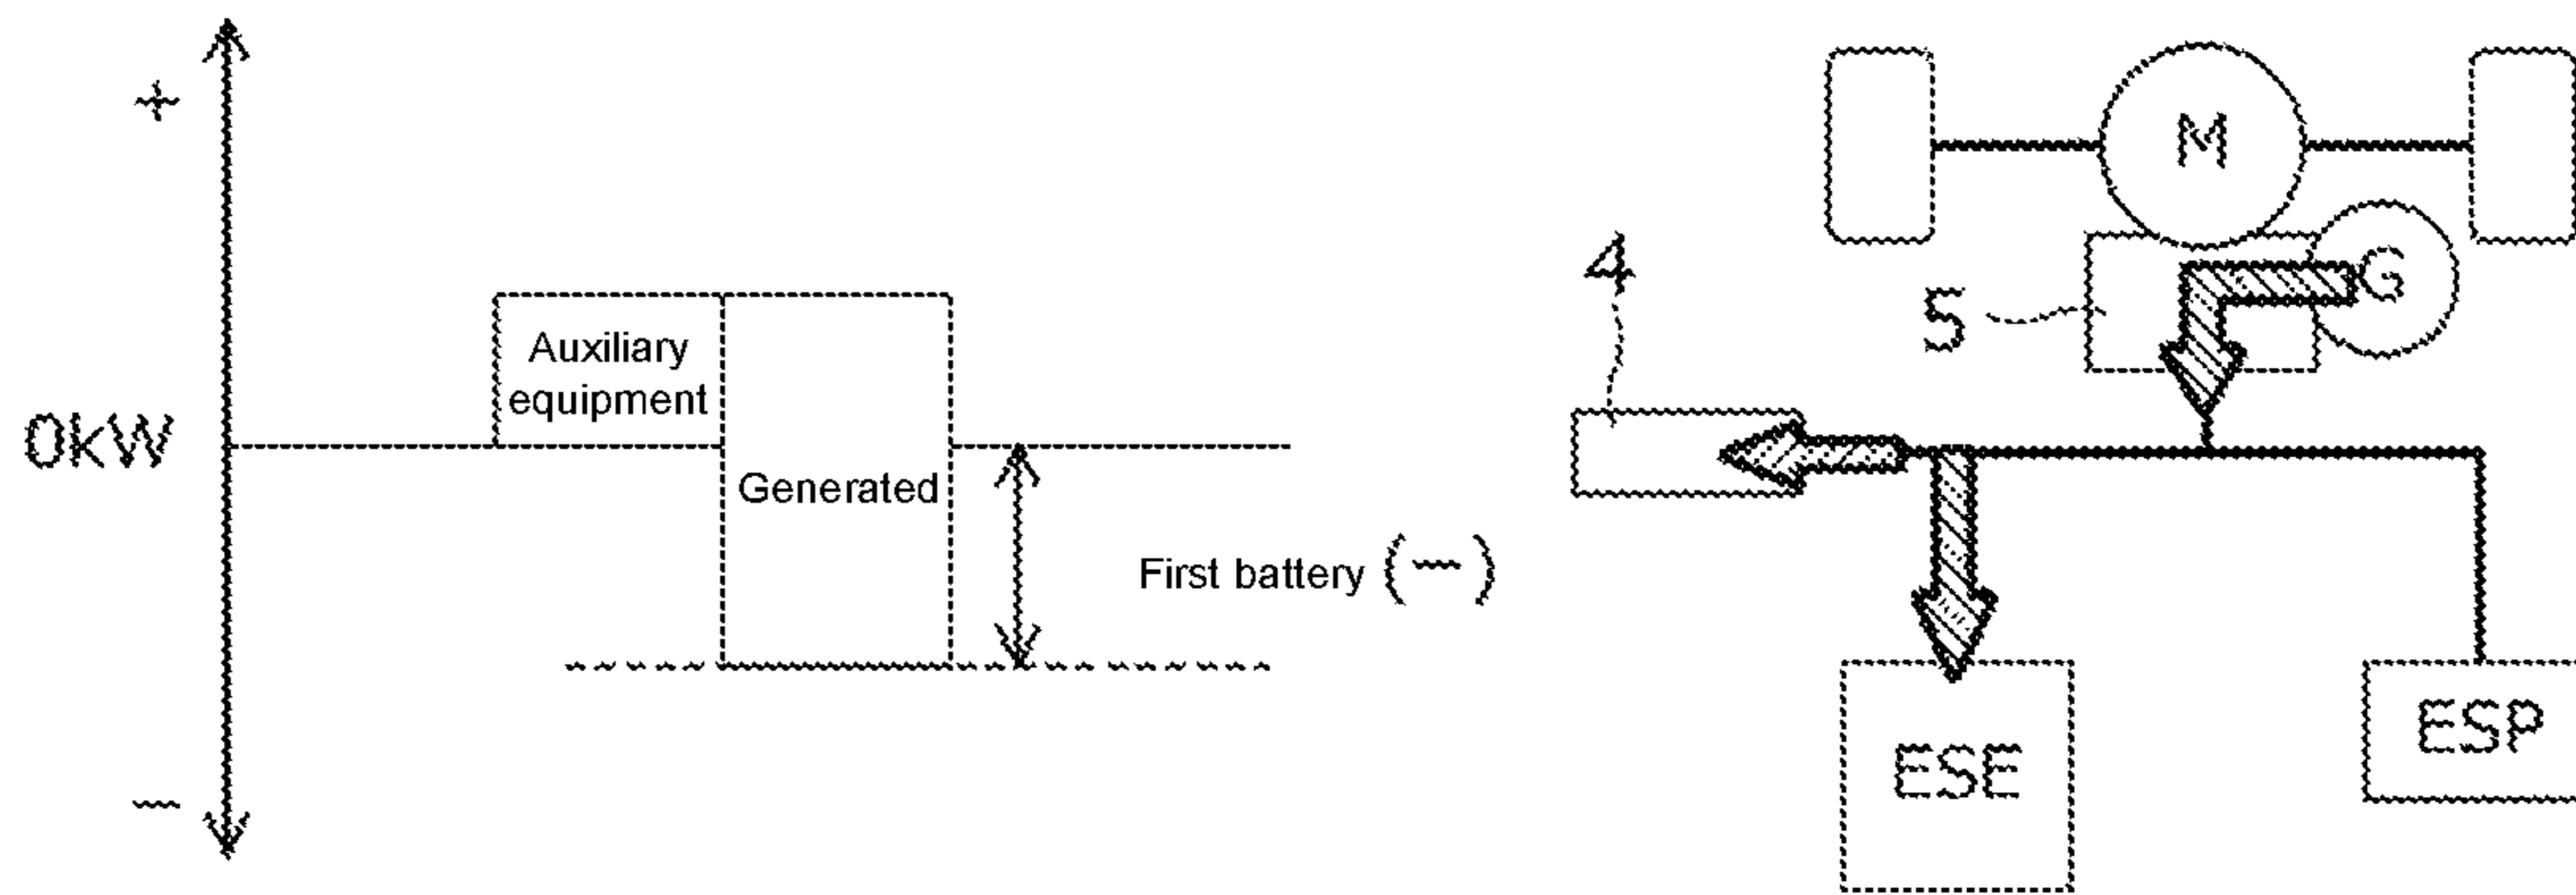 +
0kW
−
Auxiliary
equipment
Generated
First battery (−)
M
G
4
5
ESE
ESP